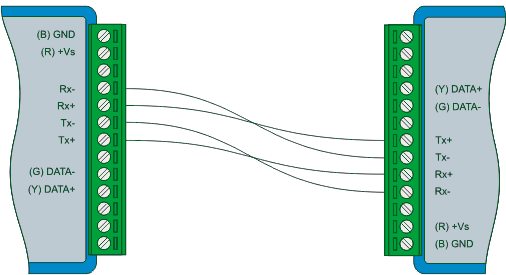 (B) GND
(R) +Vs
Rx-
Rx+
Tx-
Tx+
(G) DATA-
(Y) DATA+
(Y) DATA+
(G) DATA-
Tx+
Tx-
Rx+
Rx-
(R) +Vs
(B) GND